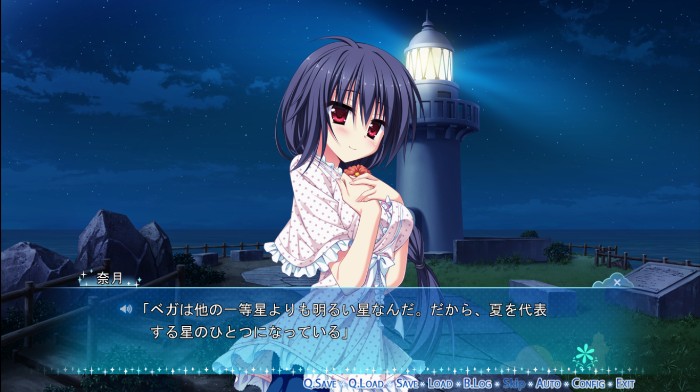 奈月
「ベガは他の一等星よりも明るい星なんだ。だから、夏を代表
する星のひとつになっている」
Q.Save Q.Load Save Load B.Log Skip Auto Config Exit